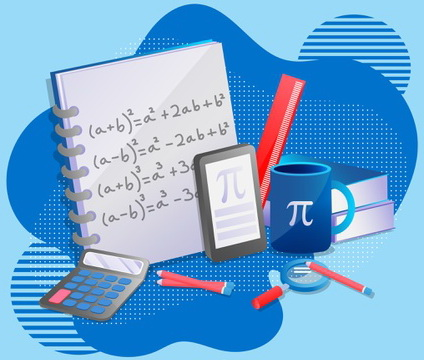 (a+b)²=a²+2ab+b²
(a-b)²=a²-2ab+b²
(a+b)³=a³+3a
(a-b)³=a³-3a
π
π